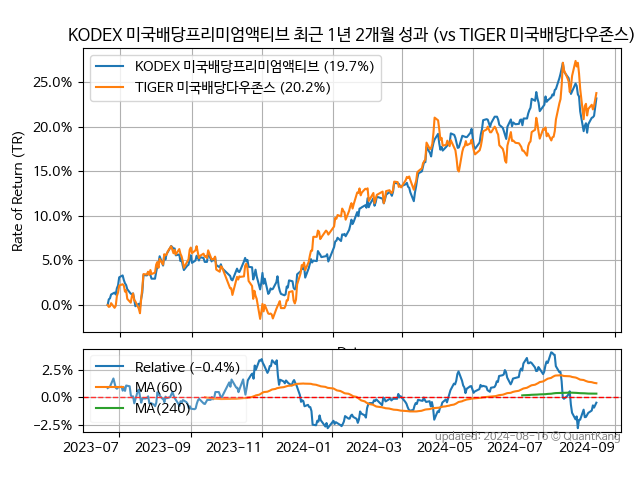 KODEX 미국배당프리미엄액티브 최근 1년 2개월 성과 (vs TIGER 미국배당다우존스)
KODEX 미국배당프리미엄액티브 (19.7%)
TIGER 미국배당다우존스 (20.2%)
Rate of Return (TR)
25.0%
20.0%
15.0%
10.0%
5.0%
0.0%
Relative (−0.4%)
MA(60)
MA(240)
2.5%
0.0%
−2.5%
2023-07
2023-09
2023-11
2024-01
2024-03
2024-05
2024-07
2024-09
updated: 2024-08-16 © QuantKang